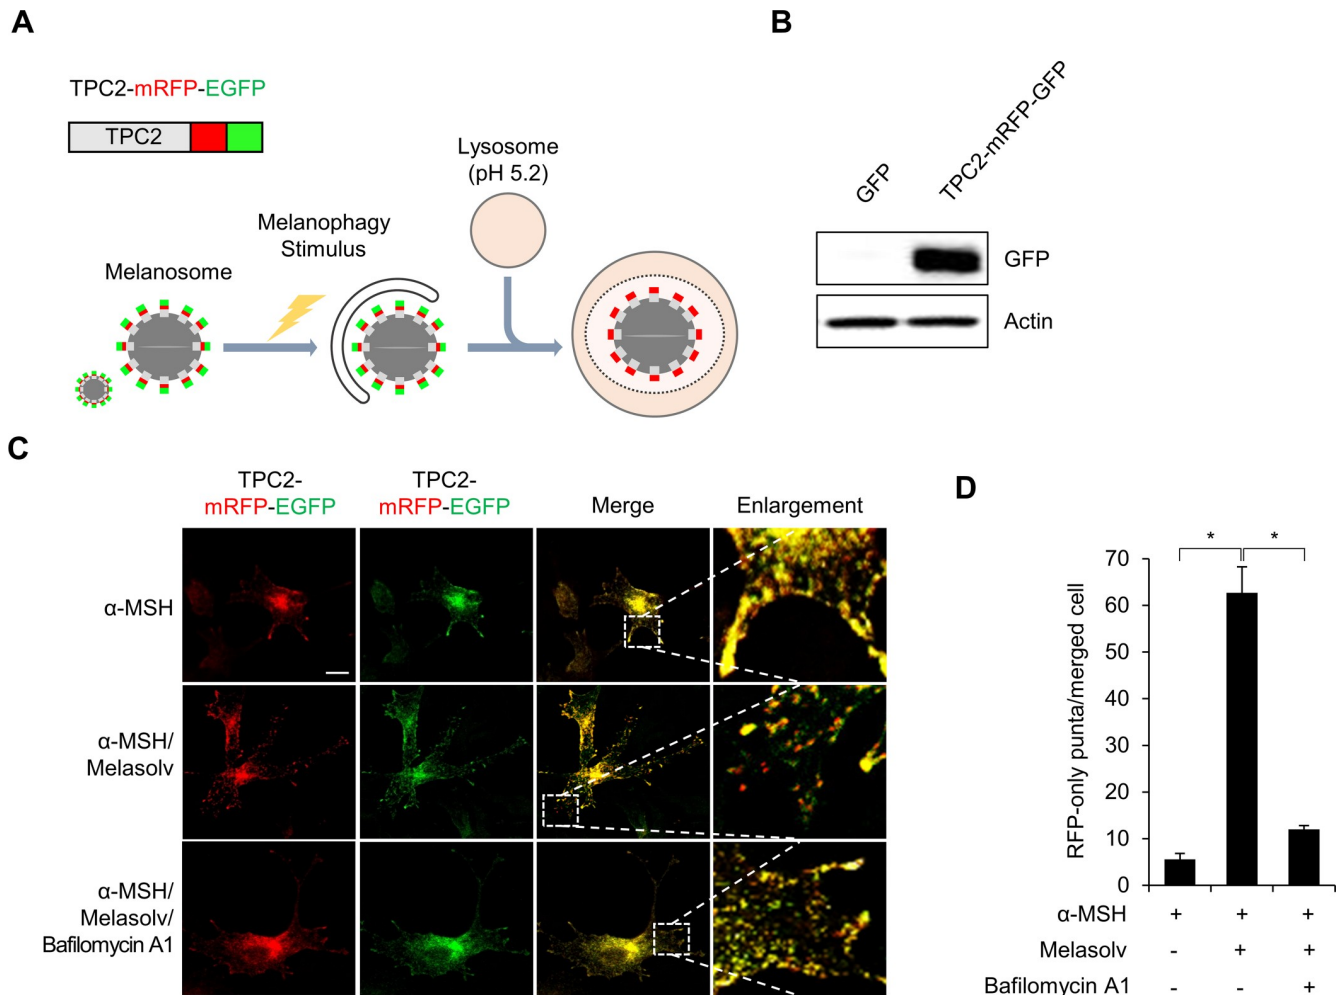 A
TPC2-mRFP-EGFP
TPC2
Lysosome
(pH 5.2)
Melanophagy
Stimulus
Melanosome
B
GFP
TPC2-mRFP-GFP
GFP
Actin
C
TPC2-
mRFP-EGFP
TPC2-
mRFP-EGFP
Merge
Enlargement
α-MSH
α-MSH/
Melasolv
α-MSH/
Melasolv/
Bafilomycin A1
D
* *
RFP-only punta/merged cell
70
60
50
40
30
20
10
0
α-MSH + + +
Melasolv - + +
Bafilomycin A1 - - +